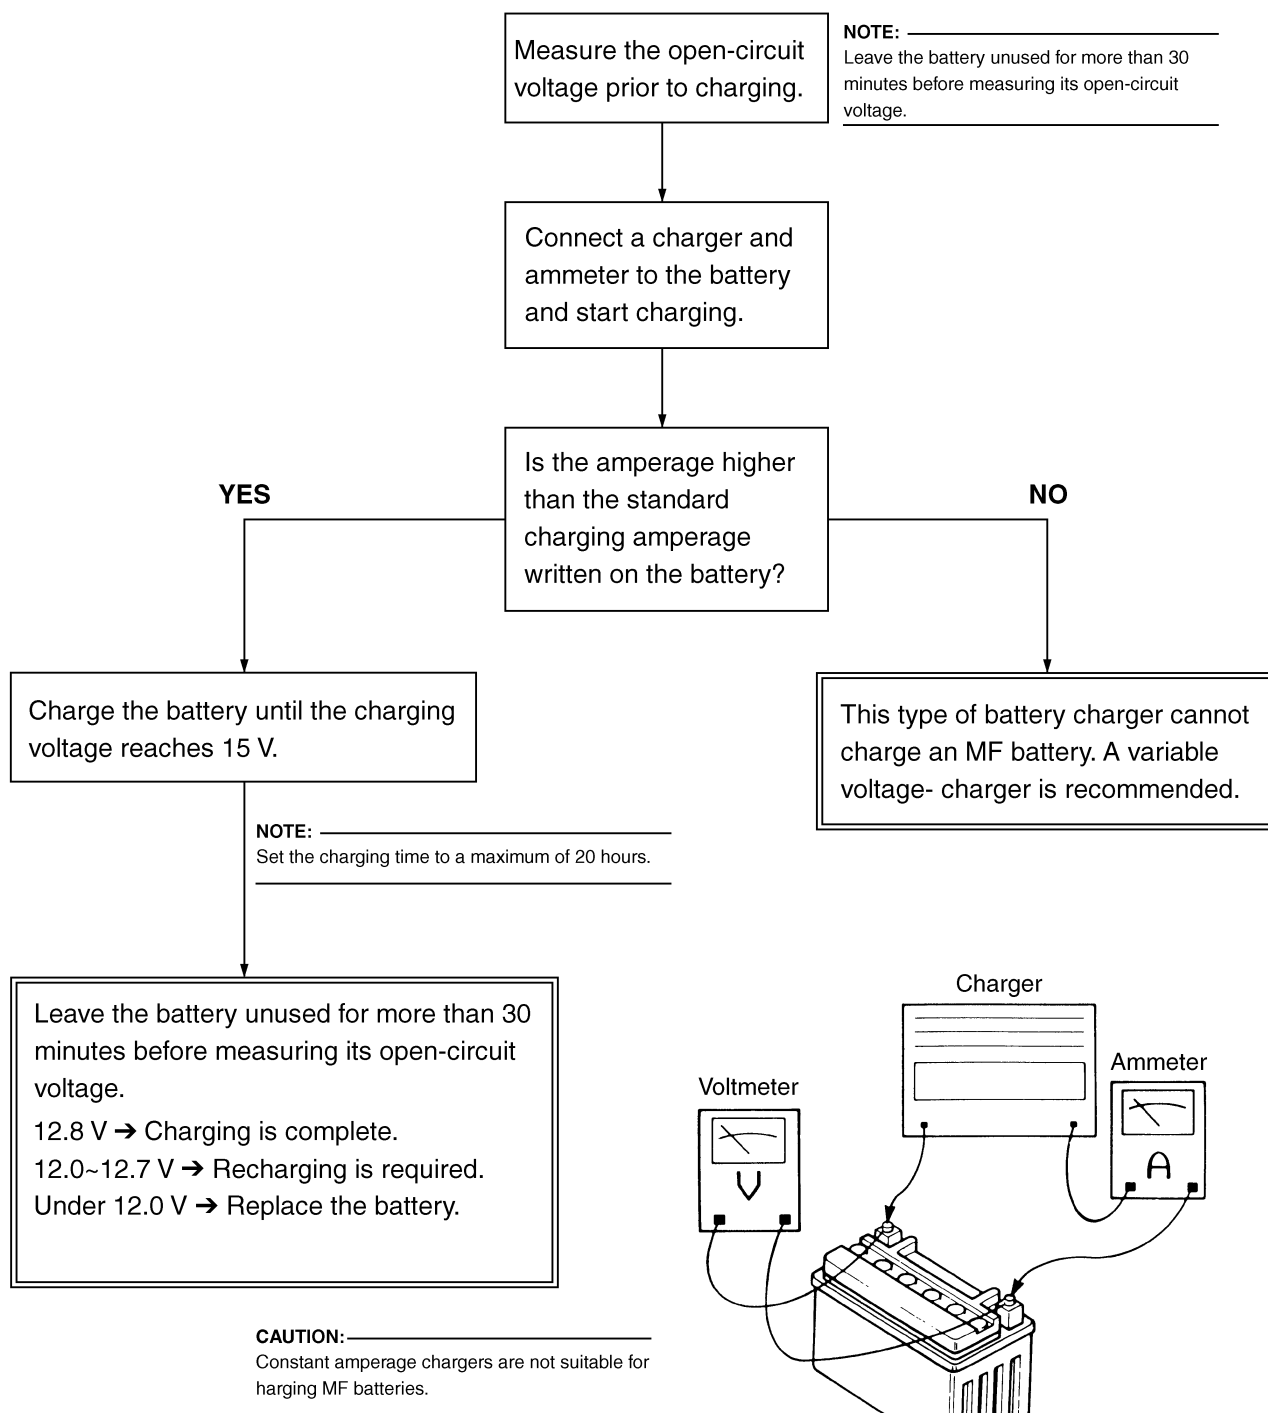 Measure the open-circuit
voltage prior to charging.
NOTE:
Leave the battery unused for more than 30
minutes before measuring its open-circuit
voltage.
Connect a charger and
ammeter to the battery
and start charging.
Is the amperage higher
than the standard
charging amperage
written on the battery?
YES
NO
Charge the battery until the charging
voltage reaches 15 V.
This type of battery charger cannot
charge an MF battery. A variable
voltage- charger is recommended.
NOTE:
Set the charging time to a maximum of 20 hours.
Leave the battery unused for more than 30
minutes before measuring its open-circuit
voltage.
12.8 V ➔ Charging is complete.
12.0~12.7 V ➔ Recharging is required.
Under 12.0 V ➔ Replace the battery.
Charger
Ammeter
Voltmeter
V
A
CAUTION:
Constant amperage chargers are not suitable for
harging MF batteries.